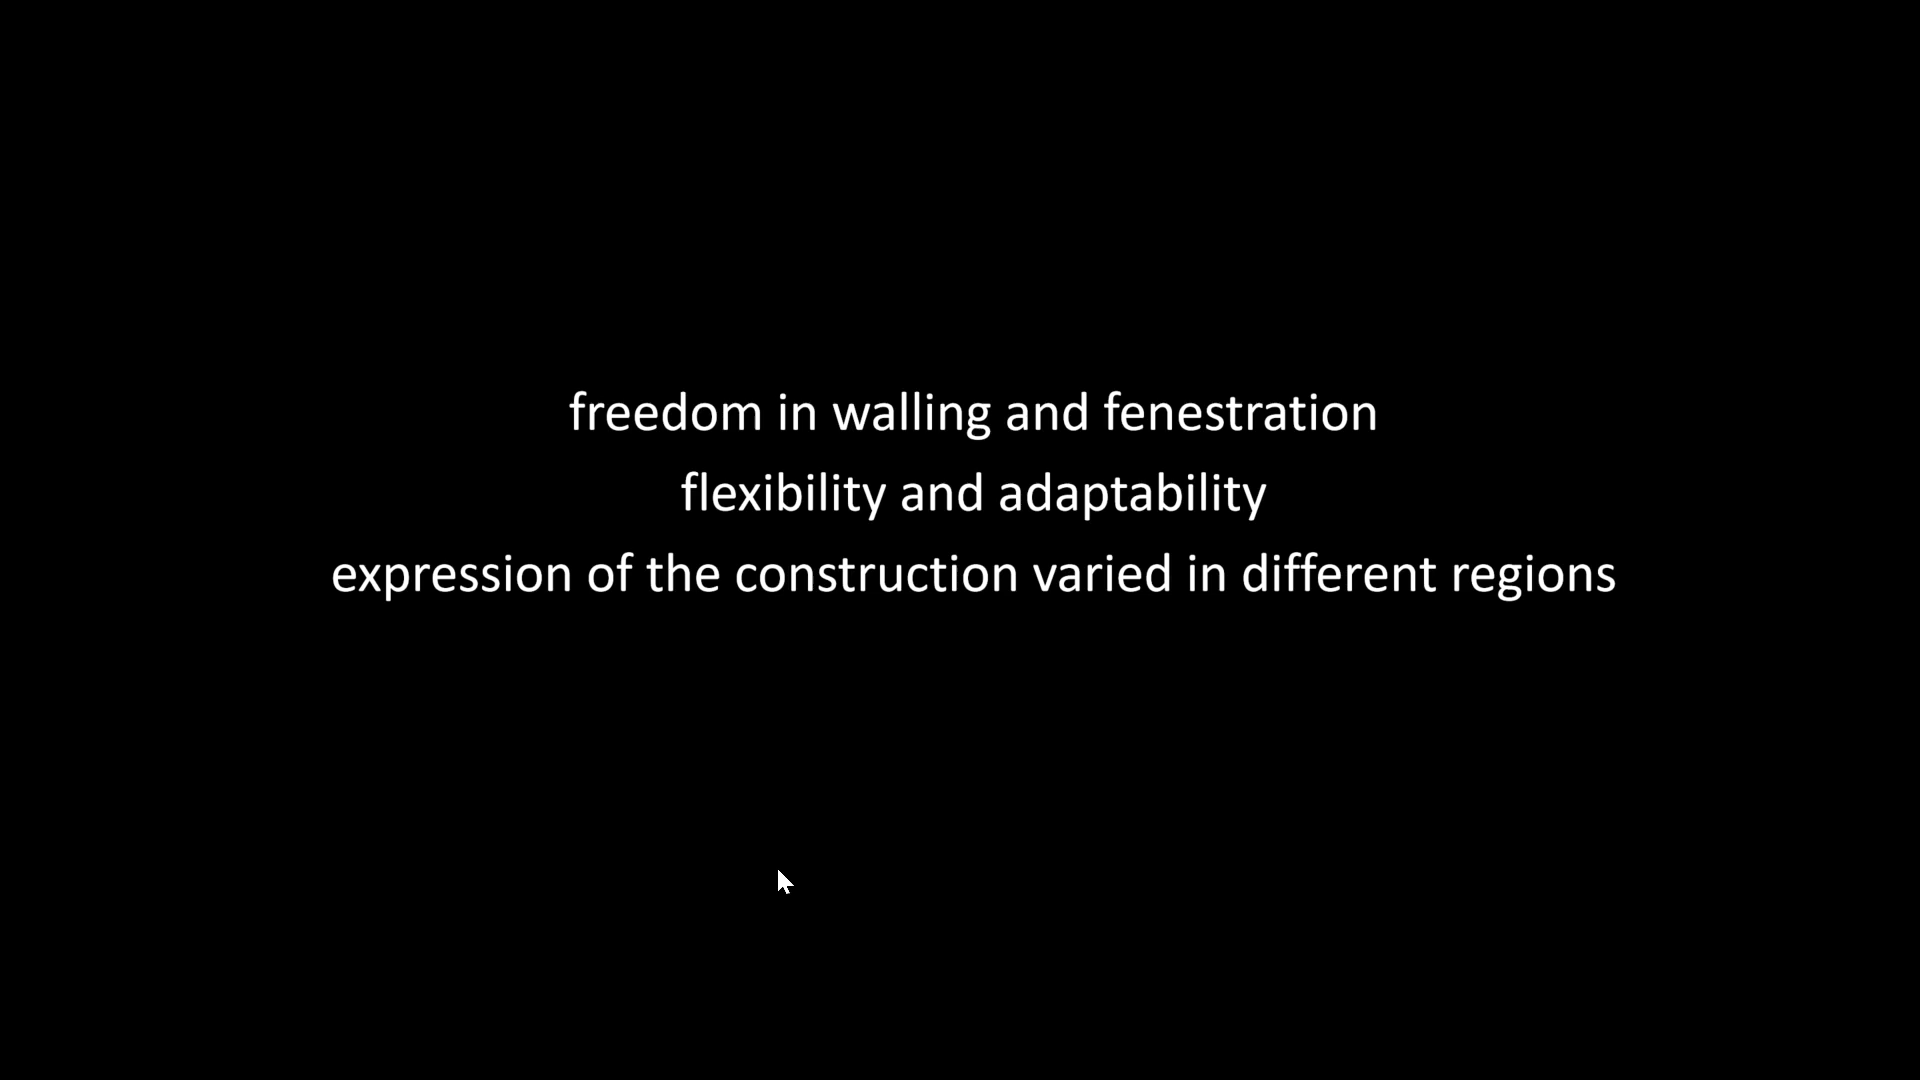 freedom in walling and fenestration
flexibility and adaptability
expression of the construction varied in different regions